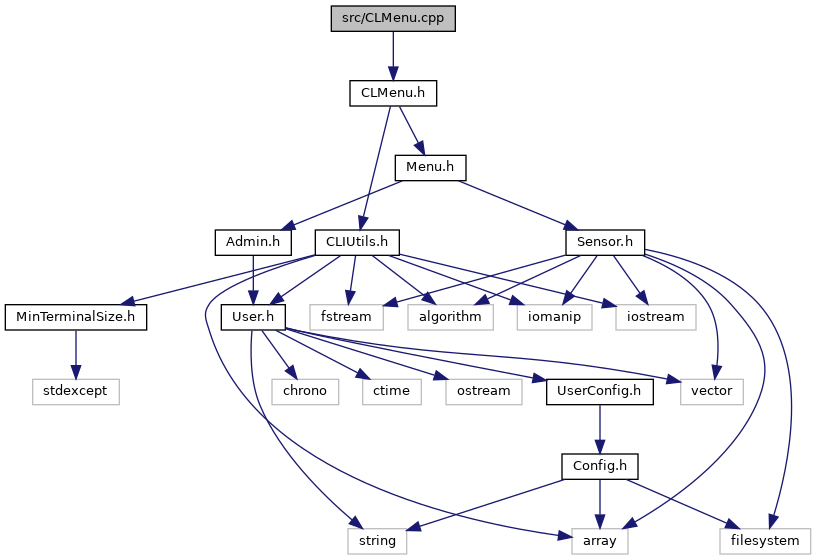 src/CLMenu.cpp
CLMenu.h
Menu.h
Admin.h
CLIUtils.h
Sensor.h
MinTerminalSize.h
User.h
fstream
algorithm
iomanip
iostream
stdexcept
chrono
ctime
ostream
UserConfig.h
vector
Config.h
string
array
filesystem